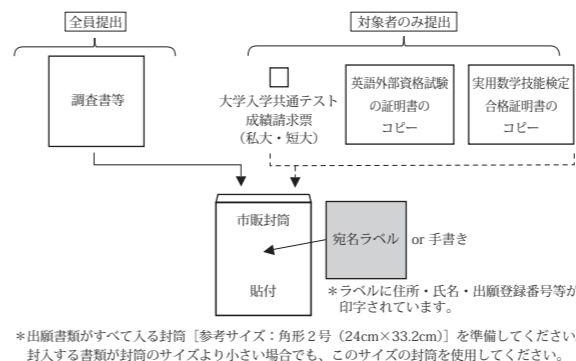 全員提出
対象者のみ提出
調査書等
大学入学共通テスト
成績請求票
（私大・短大）
英語外部資格試験
の証明書の
コピー
実用数学技能検定
合格証明書の
コピー
市販封筒
貼付
宛名ラベル
or 手書き
＊ラベルに住所・氏名・出願登録番号等が
印字されています。
＊出願書類がすべて入る封筒［参考サイズ：角形２号（24cm×33.2cm）］を準備してください
封入する書類が封筒のサイズより小さい場合でも、このサイズの封筒を使用してください。